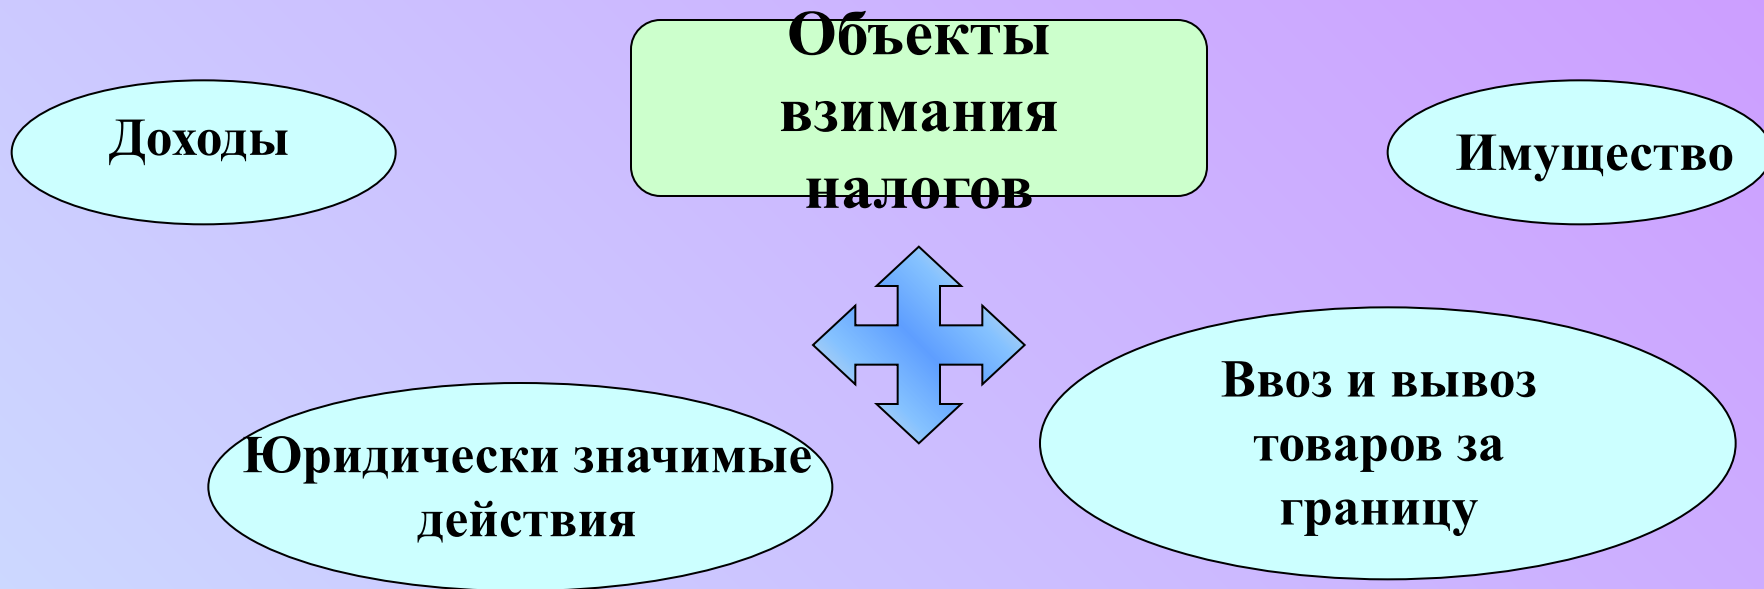 Объекты
взимания
налогов
Доходы
Имущество
Юридически значимые
действия
Ввоз и вывоз
товаров за
границу